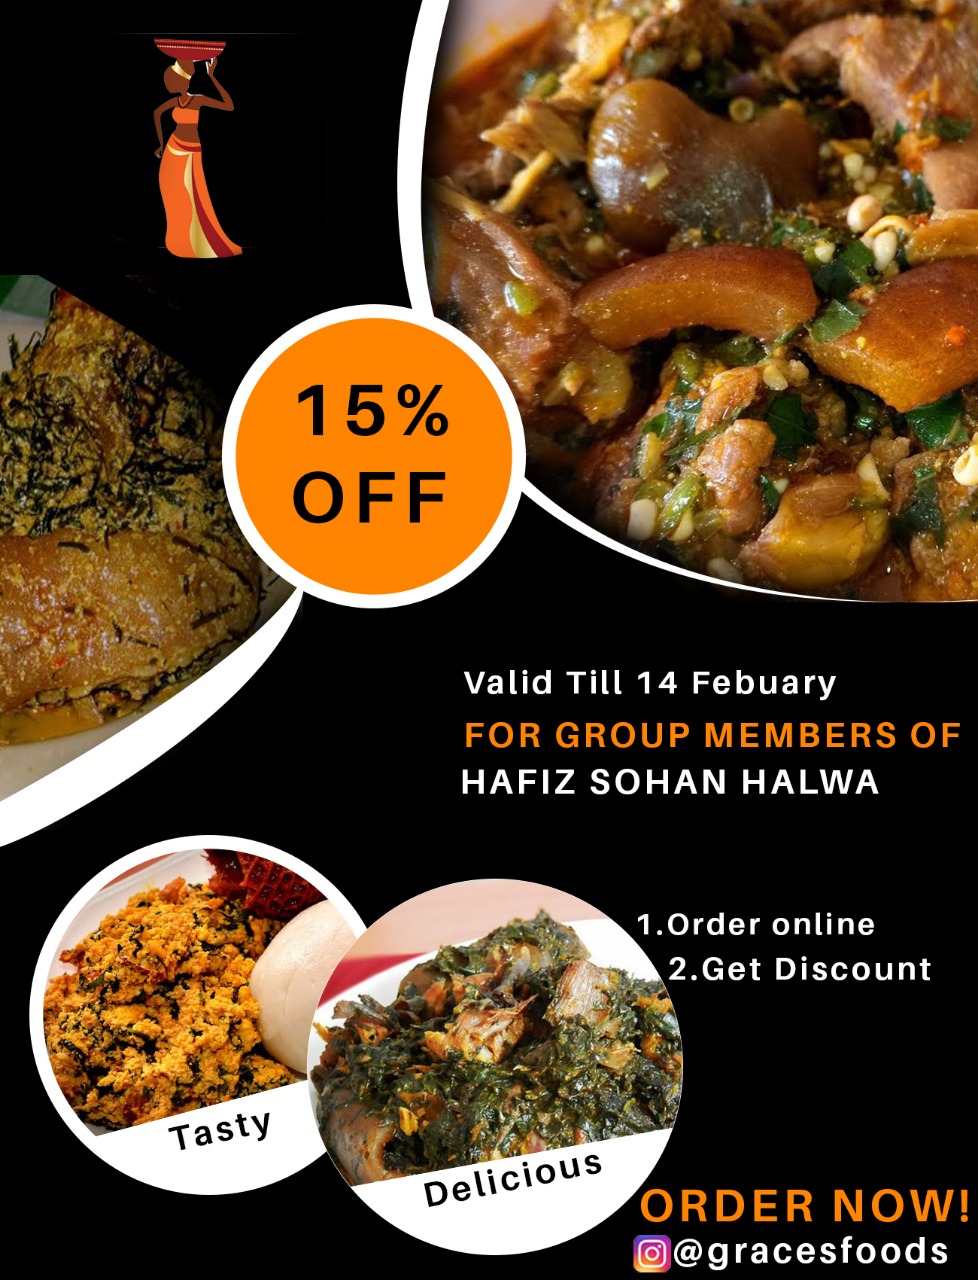 15%
OFF
Valid Till 14 Febuary
FOR GROUP MEMBERS OF
HAFIZ SOHAN HALWA
1.Order online
2.Get Discount
Tasty
Delicious
ORDER NOW!
@gracesfoods